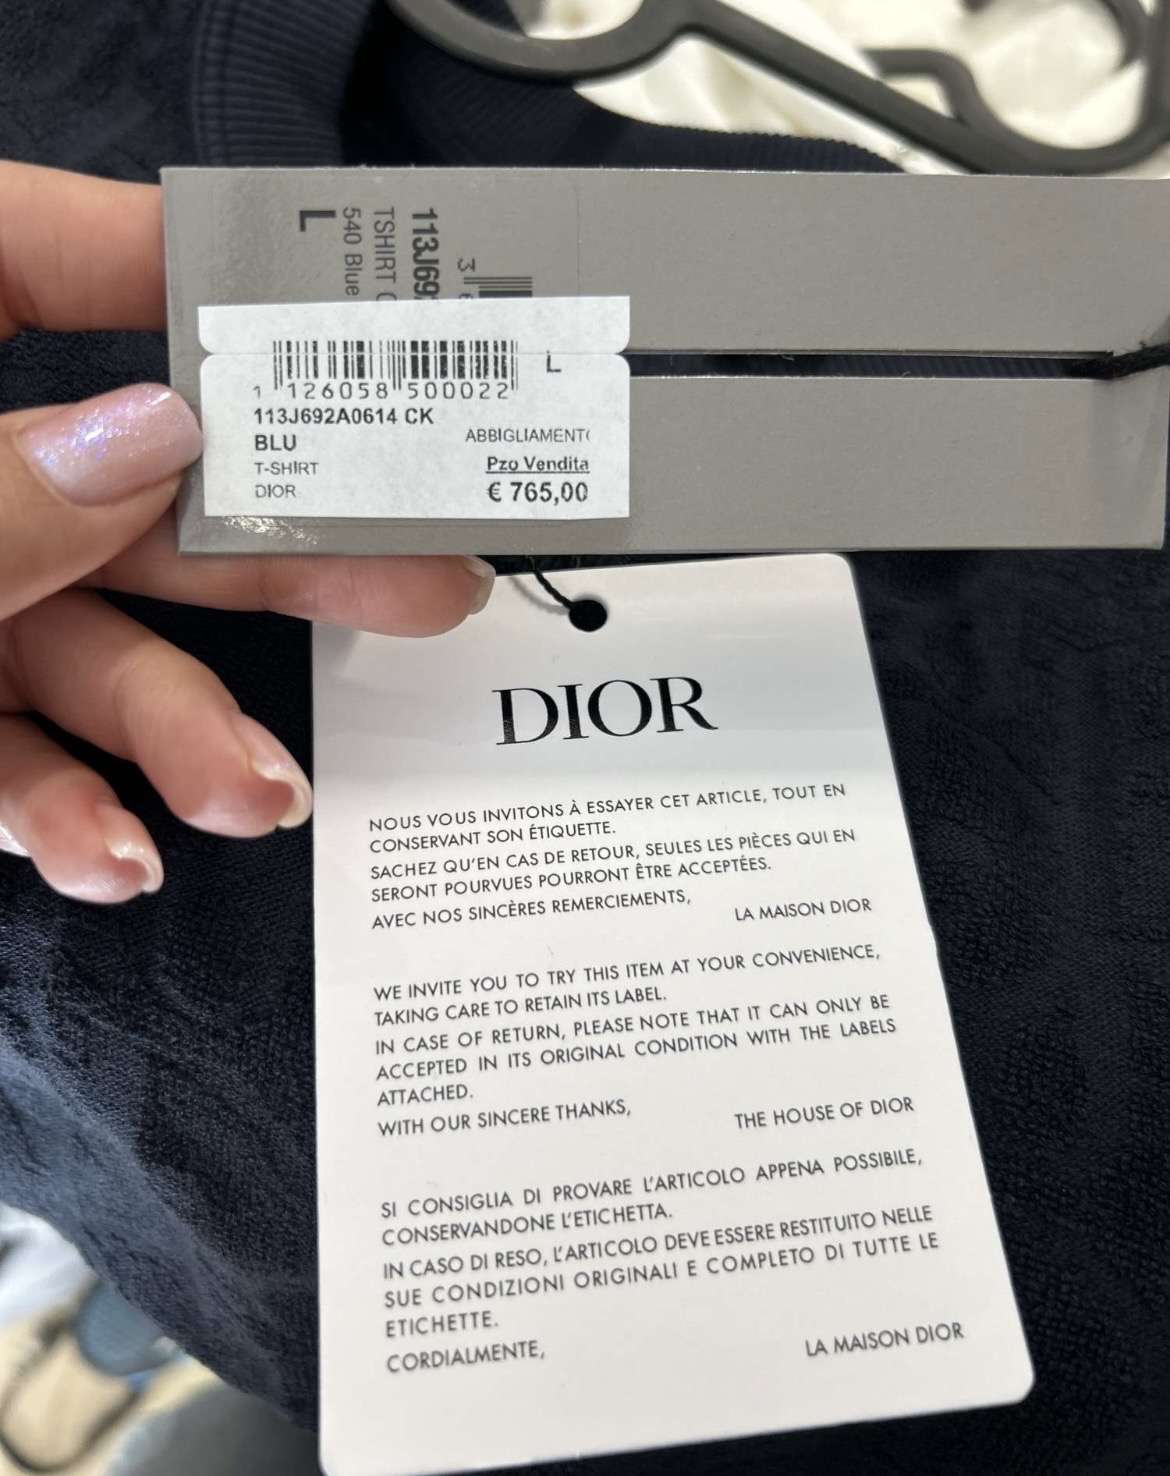 L
540 Blue
TSHIRT
113J69
3
L
1 126058 500022
113J692A0614 CK
BLU
ABBIGLIAMENT
T-SHIRT
Pzo Vendita
DIOR
€ 765,00
DIOR
NOUS VOUS INVITONS À ESSAYER CET ARTICLE, TOUT EN
CONSERVANT SON ÉTIQUETTE.
SACHEZ QU'EN CAS DE RETOUR, SEULES LES PIÈCES QUI EN
SERONT POURVUES POURRONT ÊTRE ACCEPTÉES.
AVEC NOS SINCÈRES REMERCIEMENTS,
LA MAISON DIOR
WE INVITE YOU TO TRY THIS ITEM AT YOUR CONVENIENCE,
TAKING CARE TO RETAIN ITS LABEL.
IN CASE OF RETURN, PLEASE NOTE THAT IT CAN ONLY BE
ACCEPTED IN ITS ORIGINAL CONDITION WITH THE LABELS
ATTACHED.
WITH OUR SINCERE THANKS,
THE HOUSE OF DIOR
SI CONSIGLIA DI PROVARE L'ARTICOLO APPENA POSSIBILE,
CONSERVANDONE L'ETICHETTA.
IN CASO DI RESO, L'ARTICOLO DEVE ESSERE RESTITUITO NELLE
SUE CONDIZIONI ORIGINALI E COMPLETO DI TUTTE LE
ETICHETTE.
CORDIALMENTE,
LA MAISON DIOR